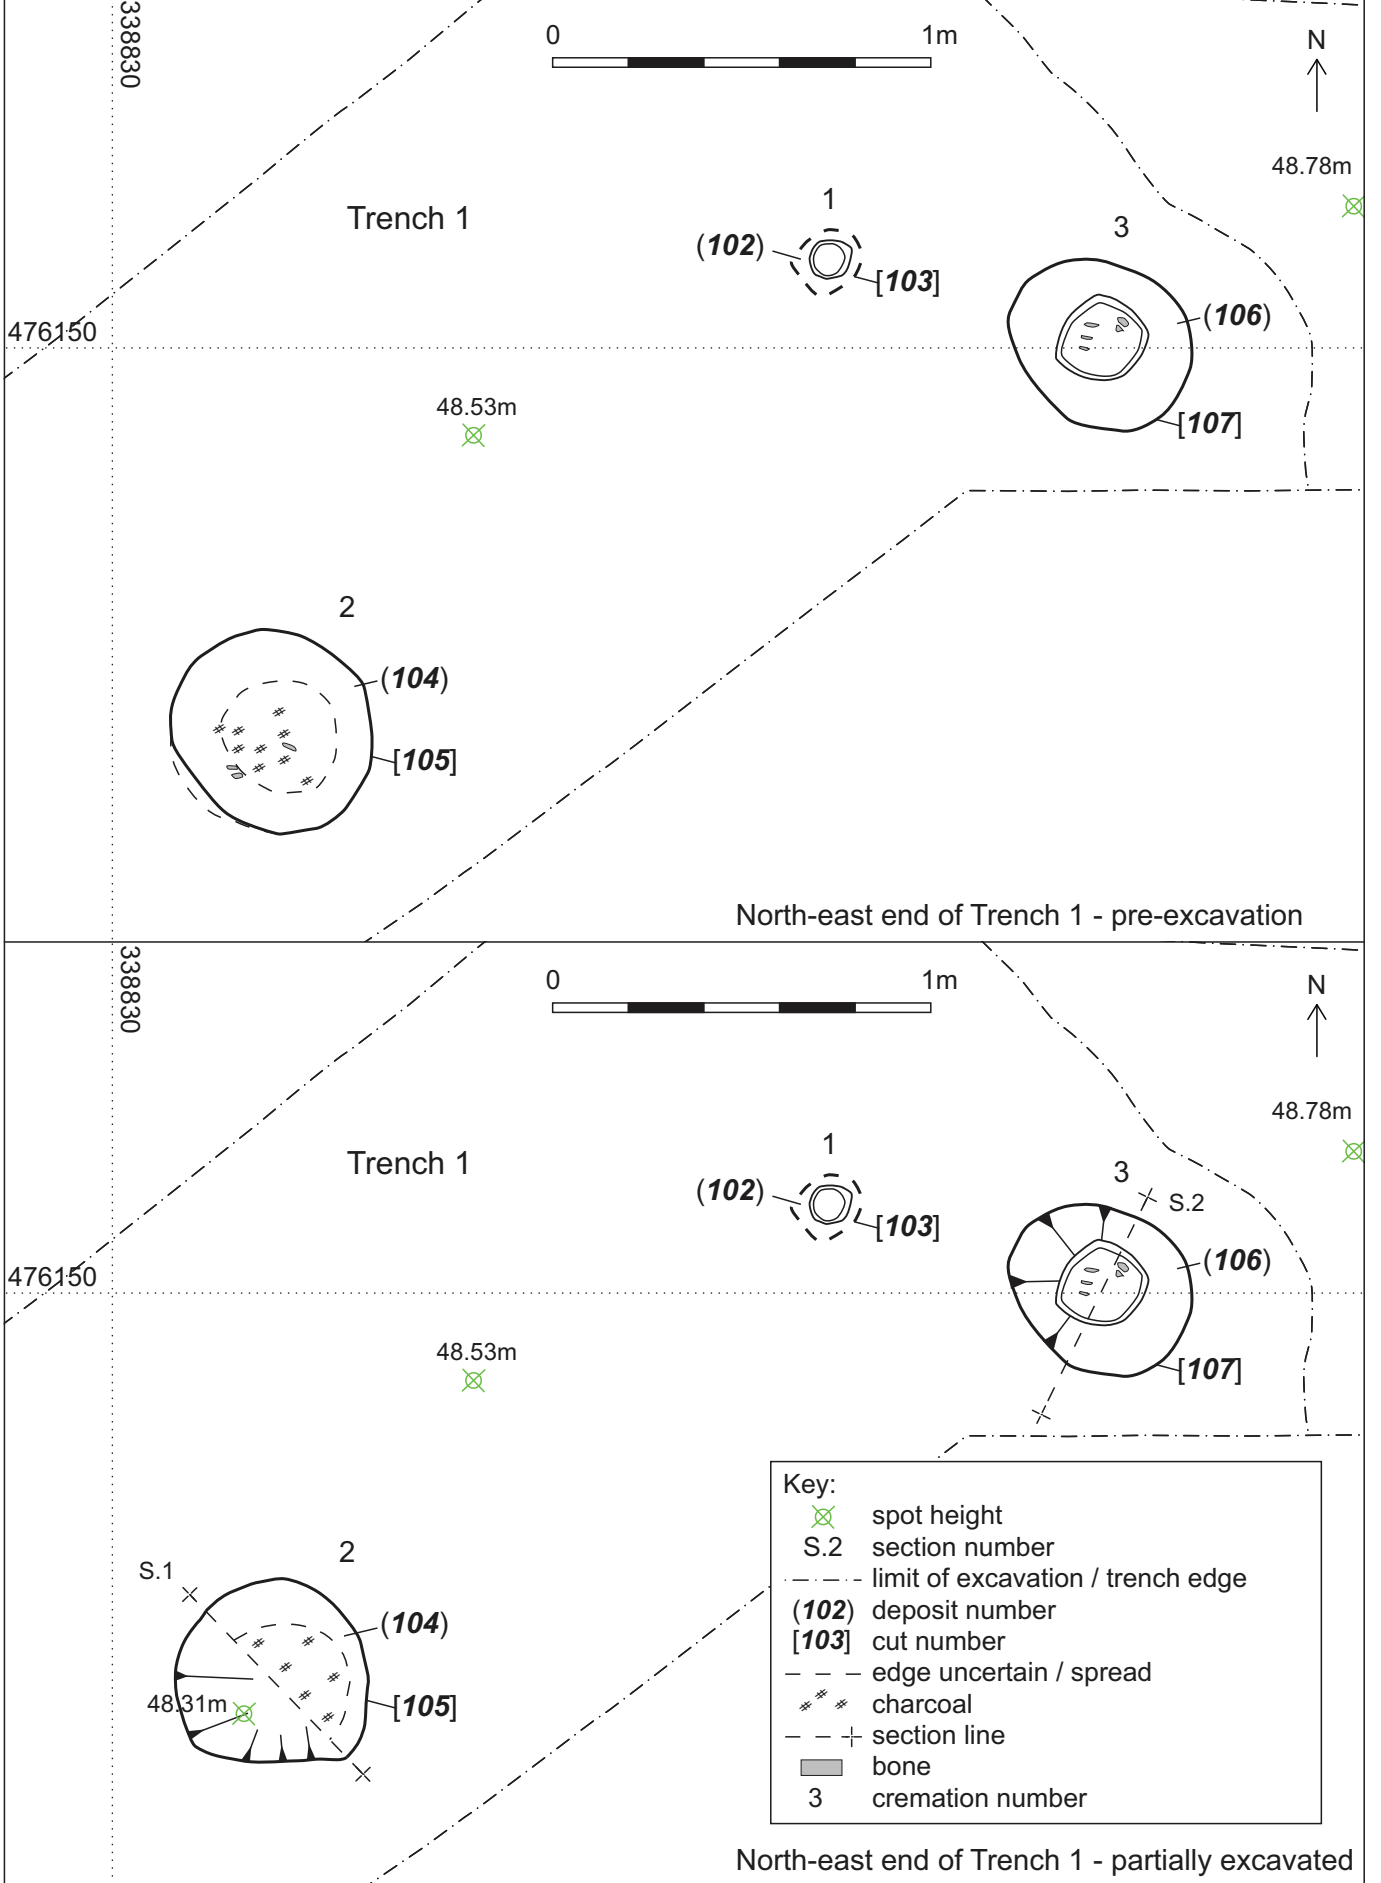 338830
0 1m
N
48.78m
1
Trench 1
3
(102)
[103]
(106)
476150
48.53m
[107]
2
(104)
[105]
North-east end of Trench 1 - pre-excavation
338830
0 1m
N
48.78m
1
Trench 1
3
S.2
(102)
[103]
(106)
476150
48.53m
[107]
2
S.1
(104)
48.31m
[105]
Key:
spot height
S.2 section number
limit of excavation / trench edge
(102) deposit number
[103] cut number
edge uncertain / spread
charcoal
section line
bone
3 cremation number
North-east end of Trench 1 - partially excavated